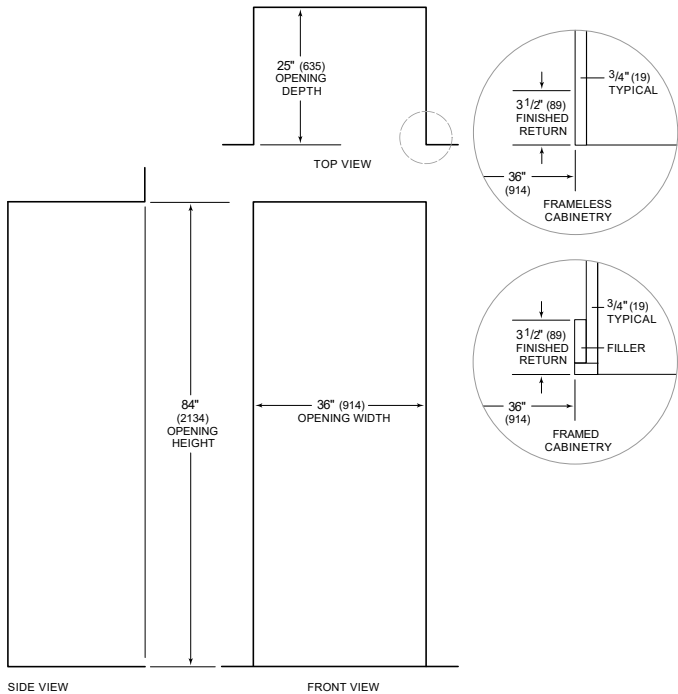 25" (635)
OPENING
DEPTH
TOP VIEW
3/4" (19)
TYPICAL
3 1/2" (89)
FINISHED
RETURN
36"
(914)
FRAMELESS
CABINETRY
3/4" (19)
TYPICAL
3 1/2" (89)
FINISHED
RETURN
FILLER
36"
(914)
FRAMED
CABINETRY
84"
(2134)
OPENING
HEIGHT
36" (914)
OPENING WIDTH
SIDE VIEW
FRONT VIEW